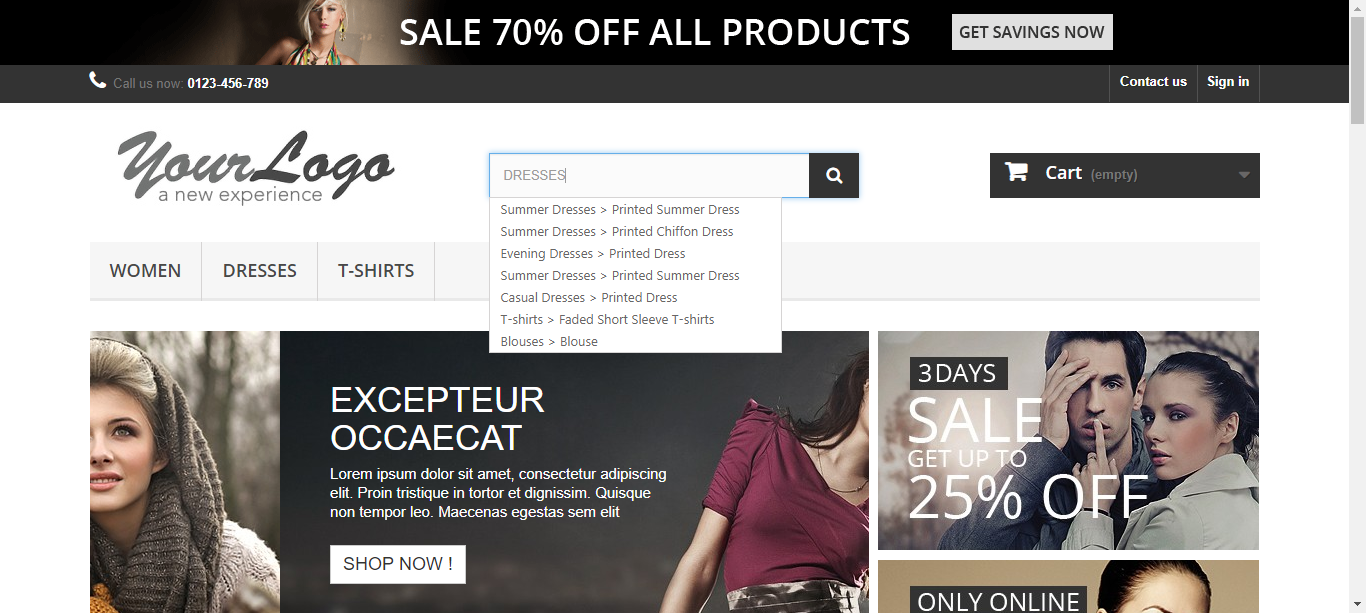 SALE 70% OFF ALL PRODUCTS
GET SAVINGS NOW
Call us now: 0123-456-789
Contact us
Sign in
YourLogo
a new experience
DRESSES
Cart (empty)
Summer Dresses > Printed Summer Dress
Summer Dresses > Printed Chiffon Dress
Evening Dresses > Printed Dress
Summer Dresses > Printed Summer Dress
Casual Dresses > Printed Dress
T-shirts > Faded Short Sleeve T-shirts
Blouses > Blouse
WOMEN
DRESSES
T-SHIRTS
EXCEPTEUR
OCCAECAT
Lorem ipsum dolor sit amet, consectetur adipiscing
elit. Proin tristique in tortor et dignissim. Quisque
non tempor leo. Maecenas egestas sem elit
SHOP NOW !
3 DAYS
SALE
GET UP TO
25% OFF
ONLY ONLINE